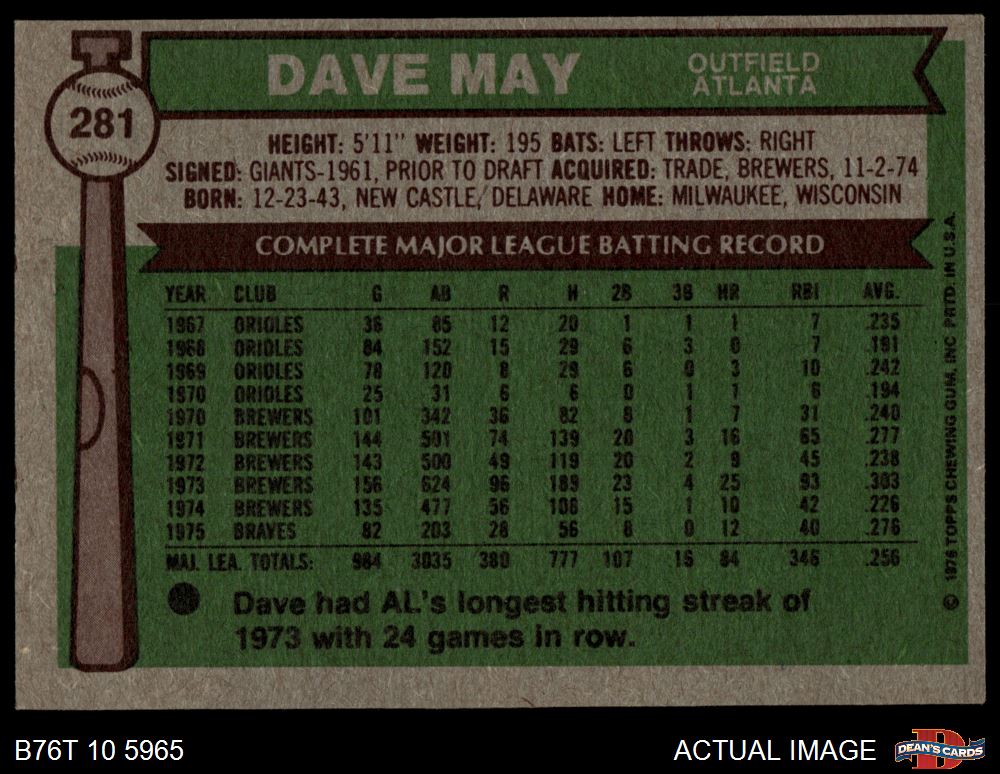 DAVE MAY
OUTFIELD
ATLANTA
281
HEIGHT: 5'11" WEIGHT: 195 BATS: LEFT THROWS: RIGHT
SIGNED: GIANTS-1961, PRIOR TO DRAFT ACQUIRED: TRADE, BREWERS, 11-2-74
BORN: 12-23-43, NEW CASTLE, DELAWARE HOME: MILWAUKEE, WISCONSIN
COMPLETE MAJOR LEAGUE BATTING RECORD
YEAR CLUB G AB R H 2B 3B HR RBI AVG.
1967 ORIOLES 36 85 12 20 1 1 1 7 .235
1968 ORIOLES 84 152 15 29 6 3 0 7 .191
1969 ORIOLES 78 120 8 29 6 0 3 10 .242
1970 ORIOLES 25 31 6 6 0 1 1 6 .194
1970 BREWERS 101 342 36 82 8 1 7 31 .240
1971 BREWERS 144 501 74 139 20 3 16 65 .277
1972 BREWERS 143 500 49 119 20 2 9 45 .238
1973 BREWERS 156 624 96 189 23 4 25 93 .303
1974 BREWERS 135 477 56 108 15 1 10 42 .226
1975 BRAVES 82 203 28 56 8 0 12 40 .276
MAJ. LEA. TOTALS: 984 3035 380 777 107 16 84 346 .256
Dave had AL's longest hitting streak of
1973 with 24 games in row.
© 1976 TOPPS CHEWING GUM, INC PRTD. IN U.S.A.
B76T 10 5965
ACTUAL IMAGE
DEAN'S CARDS